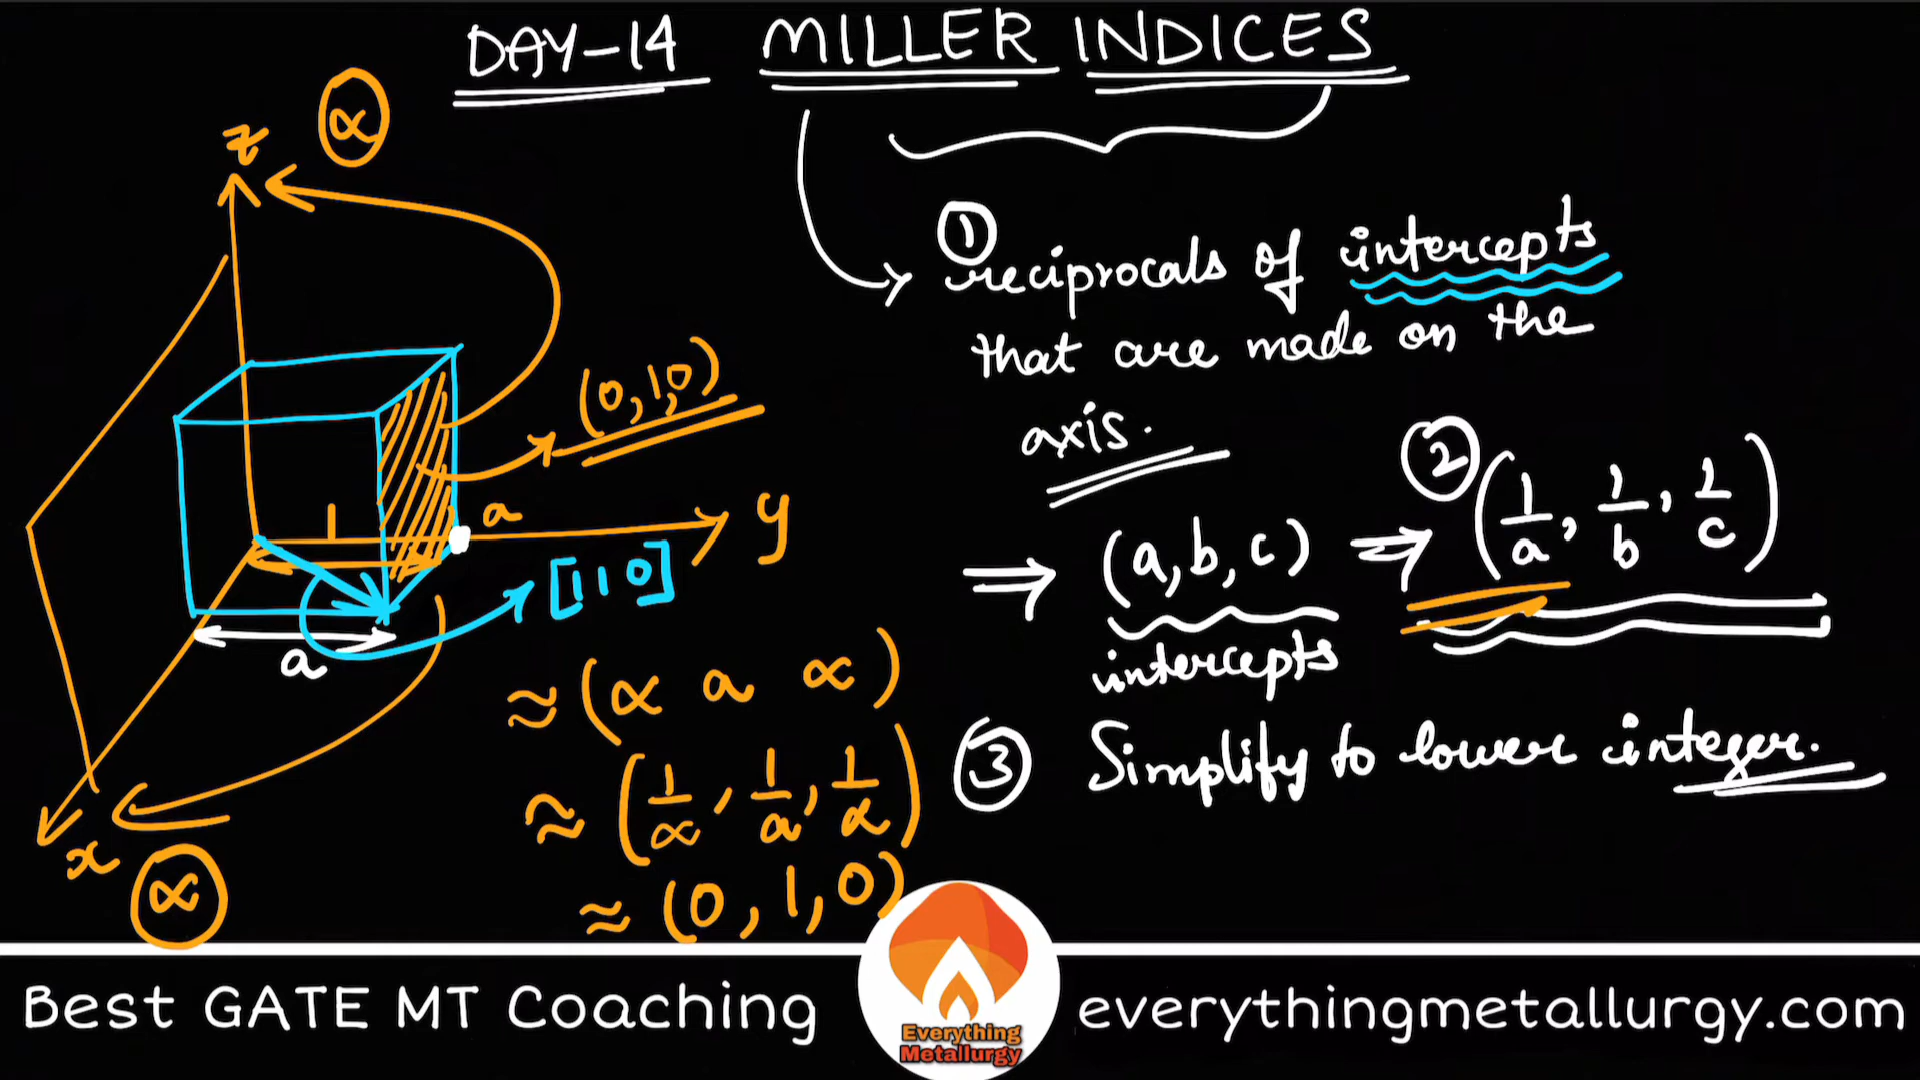 DAY-14 MILLER INDICES
∝
z
① reciprocals of intercepts
that are made on the
axis.
(0,1,0)
② (1/a, 1/b, 1/c)
⇒ (a,b,c) ⇒
intercepts
1
a
y
[110]
a
≈ (∝ a ∝)
≈ (1/∝, 1/a, 1/∝)
≈ (0,1,0)
③ Simplify to lower integer.
x
∝
Best GATE MT Coaching
Everything
Metallurgy
everythingmetallurgy.com